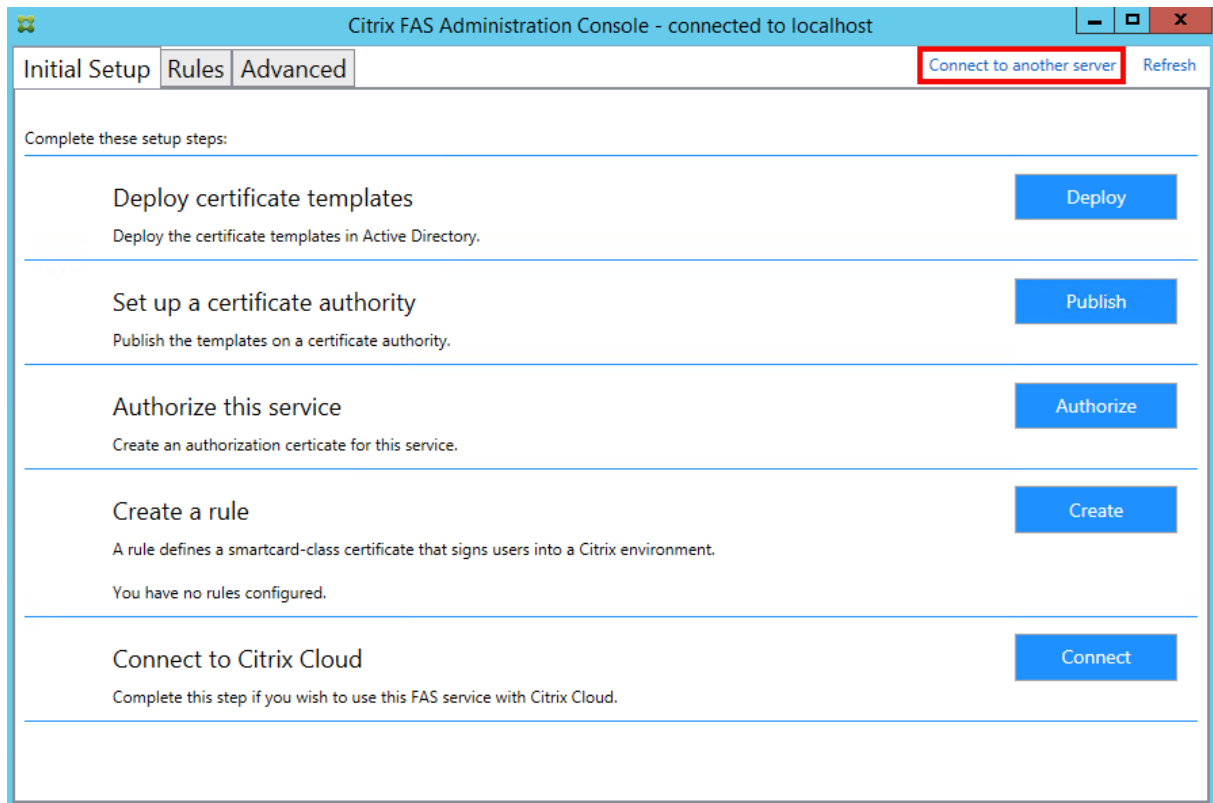 Citrix FAS Administration Console - connected to localhost
Initial Setup Rules Advanced Connect to another server Refresh
Complete these setup steps:
Deploy certificate templates
Deploy
Deploy the certificate templates in Active Directory.
Set up a certificate authority
Publish
Publish the templates on a certificate authority.
Authorize this service
Authorize
Create an authorization certicate for this service.
Create a rule
Create
A rule defines a smartcard-class certificate that signs users into a Citrix environment.
You have no rules configured.
Connect to Citrix Cloud
Connect
Complete this step if you wish to use this FAS service with Citrix Cloud.